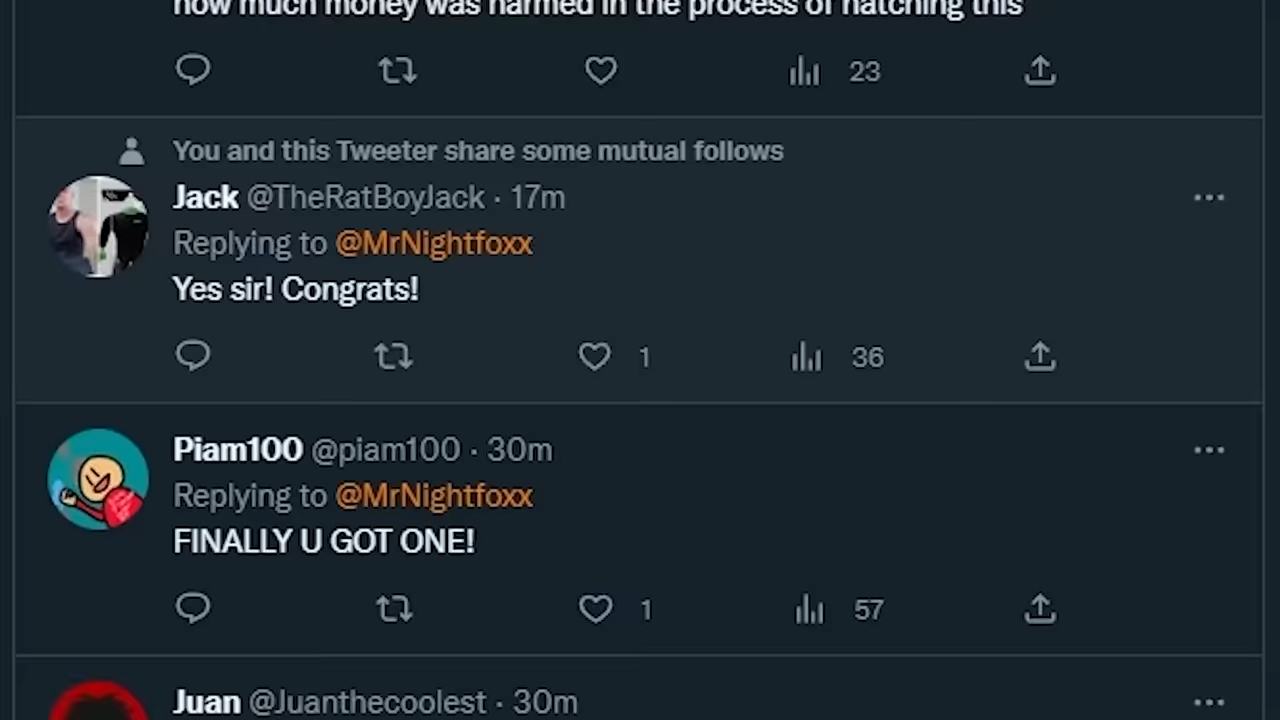 how much money was harmed in the process of hatching this
23
You and this Tweeter share some mutual follows
Jack @TheRatBoyJack · 17m
Replying to @MrNightfoxx
Yes sir! Congrats!
1 36
Piam100 @piam100 · 30m
Replying to @MrNightfoxx
FINALLY U GOT ONE!
1 57
Juan @Juanthecoolest · 30m